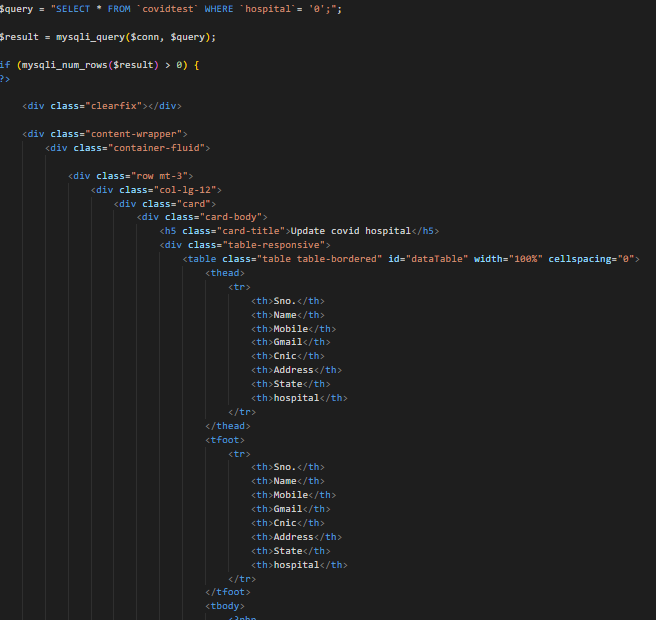 $query = "SELECT * FROM `covidtest` WHERE `hospital`= '0';";
$result = mysqli_query($conn, $query);
if (mysqli_num_rows($result) > 0) {
?>
<div class="clearfix"></div>
<div class="content-wrapper">
<div class="container-fluid">
<div class="row mt-3">
<div class="col-lg-12">
<div class="card">
<div class="card-body">
<h5 class="card-title">Update covid hospital</h5>
<div class="table-responsive">
<table class="table table-bordered" id="dataTable" width="100%" cellspacing="0">
<thead>
<tr>
<th>Sno.</th>
<th>Name</th>
<th>Mobile</th>
<th>Gmail</th>
<th>Cnic</th>
<th>Address</th>
<th>State</th>
<th>hospital</th>
</tr>
</thead>
<tfoot>
<tr>
<th>Sno.</th>
<th>Name</th>
<th>Mobile</th>
<th>Gmail</th>
<th>Cnic</th>
<th>Address</th>
<th>State</th>
<th>hospital</th>
</tr>
</tfoot>
<tbody>
<?php